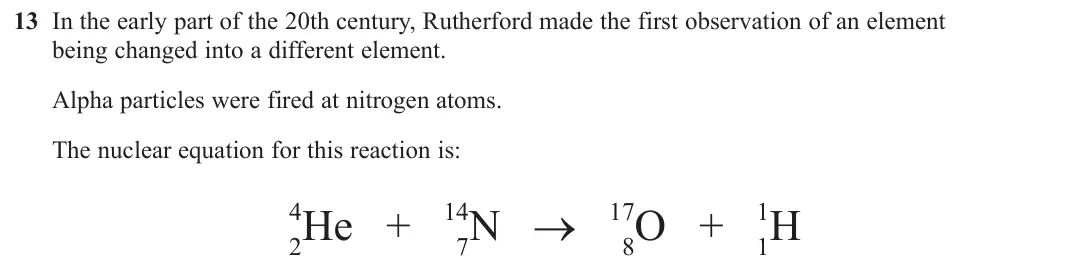 13 In the early part of the 20th century, Rutherford made the first observation of an element
being changed into a different element.
Alpha particles were fired at nitrogen atoms.
The nuclear equation for this reaction is:
⁴₂He + ¹⁴₇N → ¹⁷₈O + ¹₁H